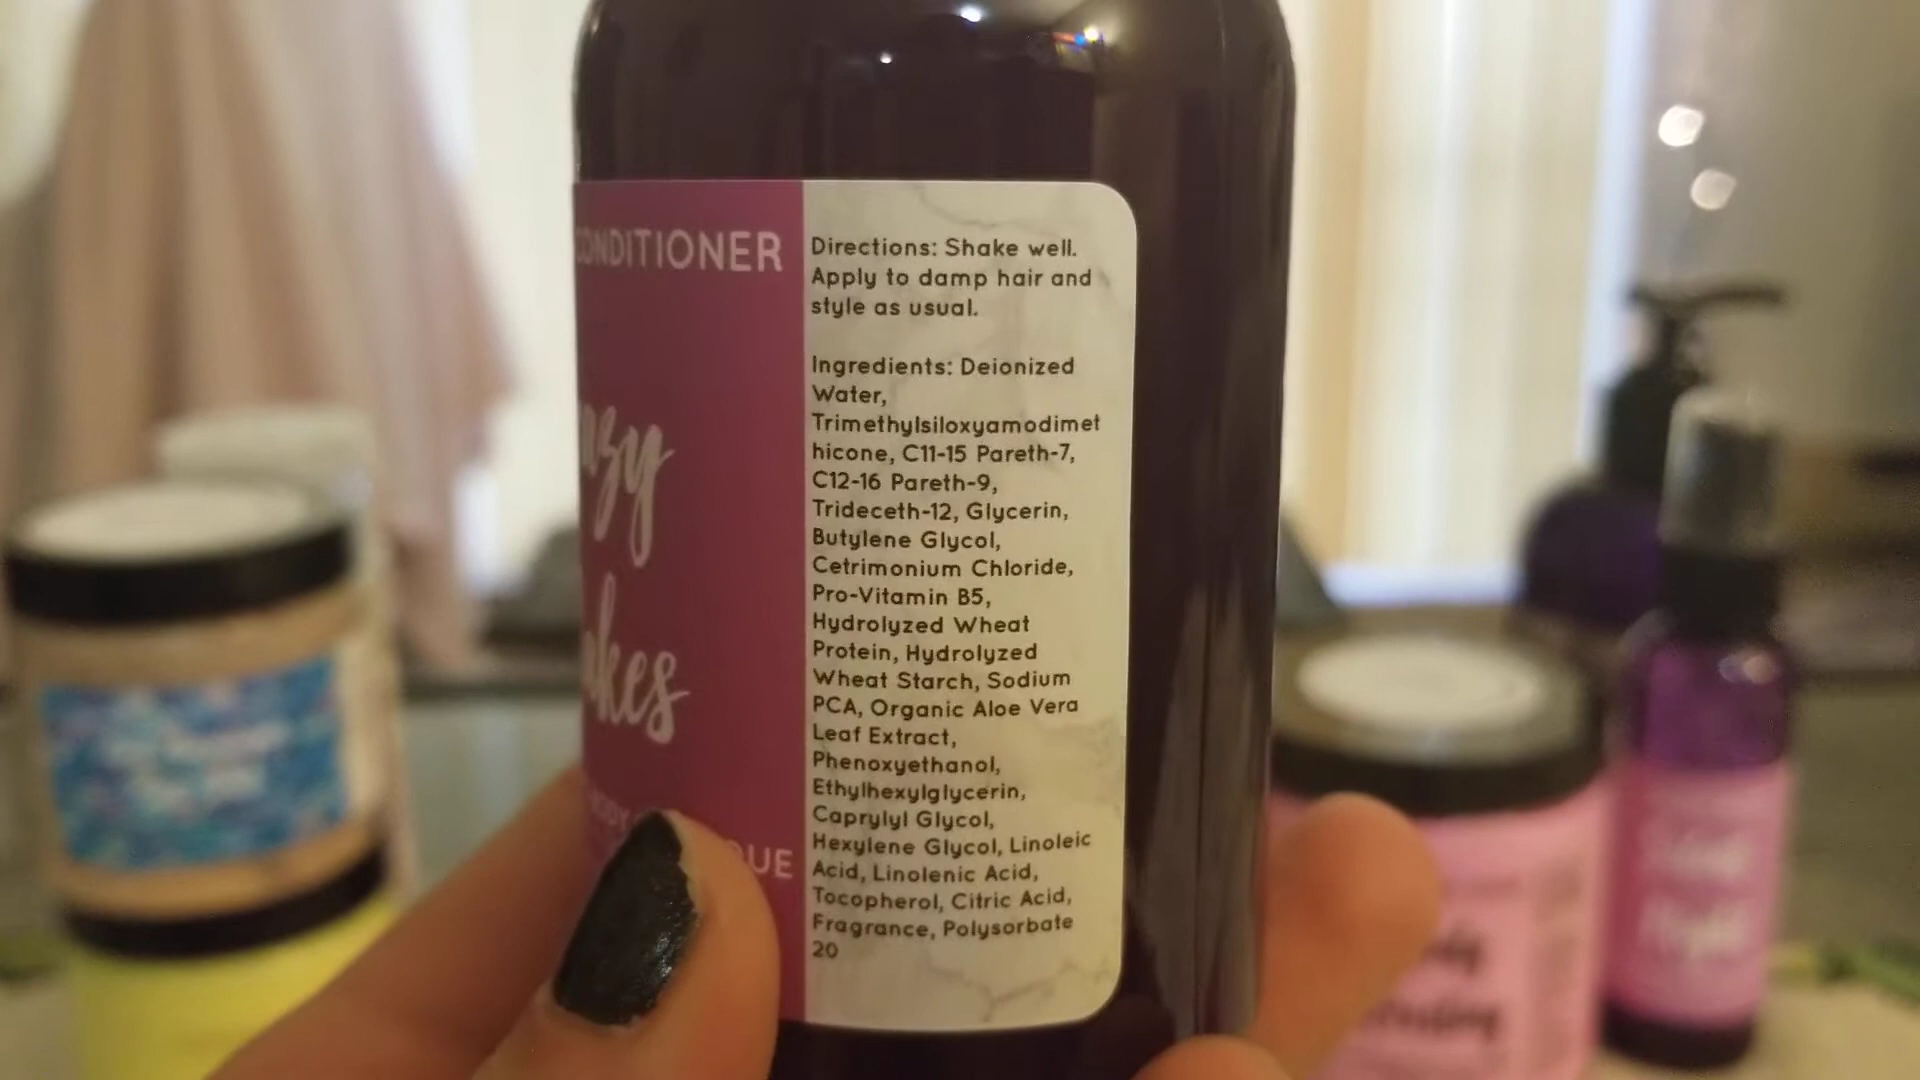 CONDITIONER
Directions: Shake well.
Apply to damp hair and
style as usual.
Ingredients: Deionized
Water,
Trimethylsiloxyamodimet
hicone, C11-15 Pareth-7,
C12-16 Pareth-9,
Trideceth-12, Glycerin,
Butylene Glycol,
Cetrimonium Chloride,
Pro-Vitamin B5,
Hydrolyzed Wheat
Protein, Hydrolyzed
Wheat Starch, Sodium
PCA, Organic Aloe Vera
Leaf Extract,
Phenoxyethanol,
Ethylhexylglycerin,
Caprylyl Glycol,
Hexylene Glycol, Linoleic
Acid, Linolenic Acid,
Tocopherol, Citric Acid,
Fragrance, Polysorbate
20